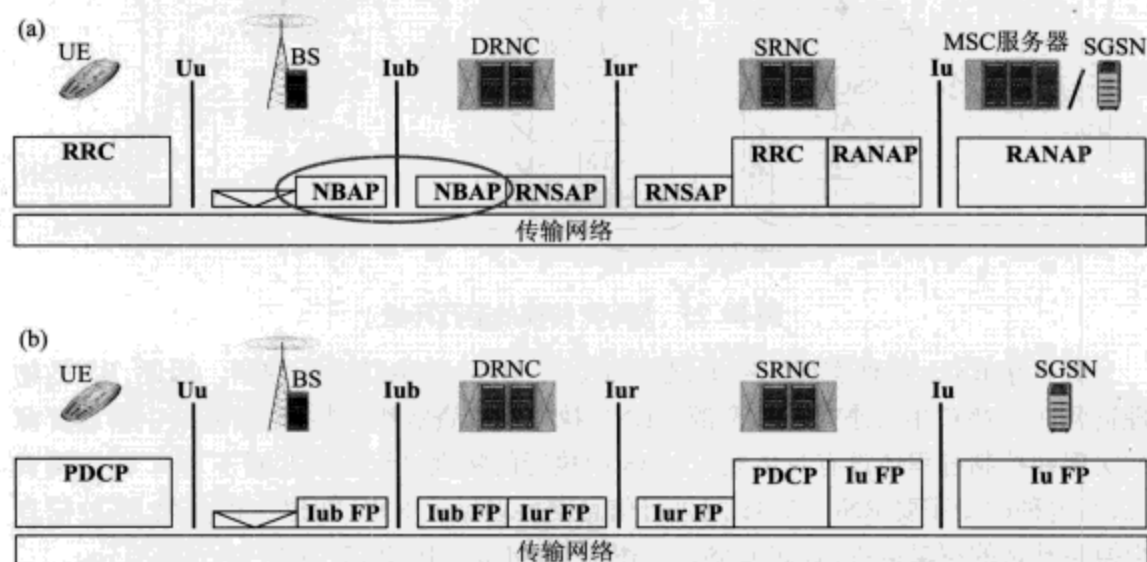 (a)
UE
Uu
BS
Iub
DRNC
Iur
SRNC
Iu
MSC服务器
SGSN
RRC
NBAP
NBAP
RNSAP
RNSAP
RRC
RANAP
RANAP
传输网络
(b)
UE
Uu
BS
Iub
DRNC
Iur
SRNC
Iu
SGSN
PDCP
Iub FP
Iub FP
Iur FP
Iur FP
PDCP
Iu FP
Iu FP
传输网络